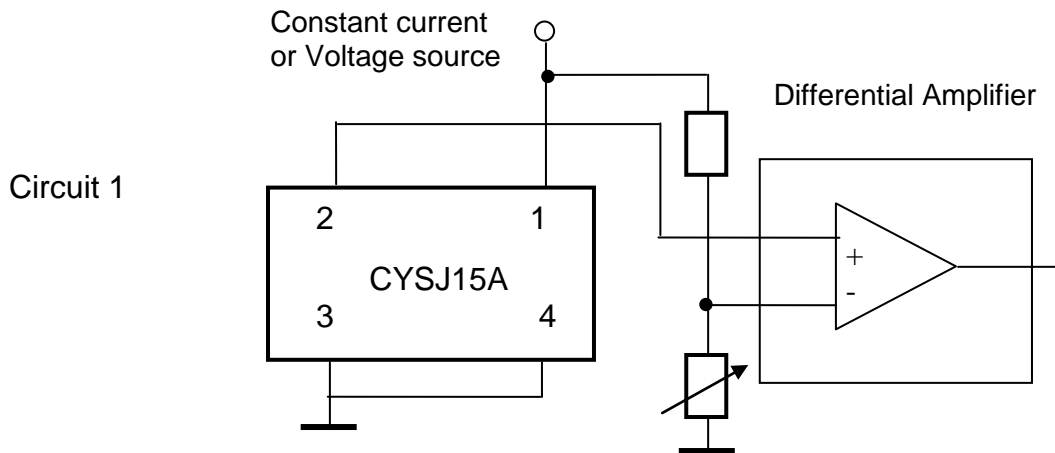 Constant current
or Voltage source
Differential Amplifier
Circuit 1
2 1
+
CYSJ15A
-
3 4